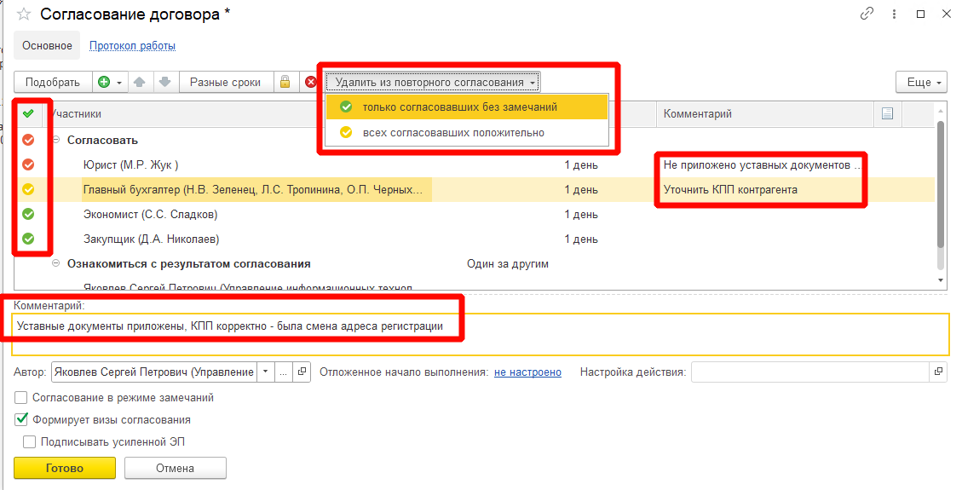 Согласование договора *
Основное Протокол работы
Подобрать Разные сроки Удалить из повторного согласования Еще
только согласовавших без замечаний
всех согласовавших положительно
Участники Комментарий
Согласовать
Юрист (М.Р. Жук ) 1 день Не приложено уставных документов ...
Главный бухгалтер (Н.В. Зеленец, Л.С. Тропинина, О.П. Черных... 1 день Уточнить КПП контрагента
Экономист (С.С. Сладков) 1 день
Закупщик (Д.А. Николаев) 1 день
Ознакомиться с результатом согласования Один за другим
Яковлев Сергей Петрович (Управление информационных технол
Комментарий:
Уставные документы приложены, КПП корректно - была смена адреса регистрации
Автор: Яковлев Сергей Петрович (Управление ... Отложенное начало выполнения: не настроено Настройка действия:
Согласование в режиме замечаний
Формирует визы согласования
Подписывать усиленной ЭП
Готово Отмена